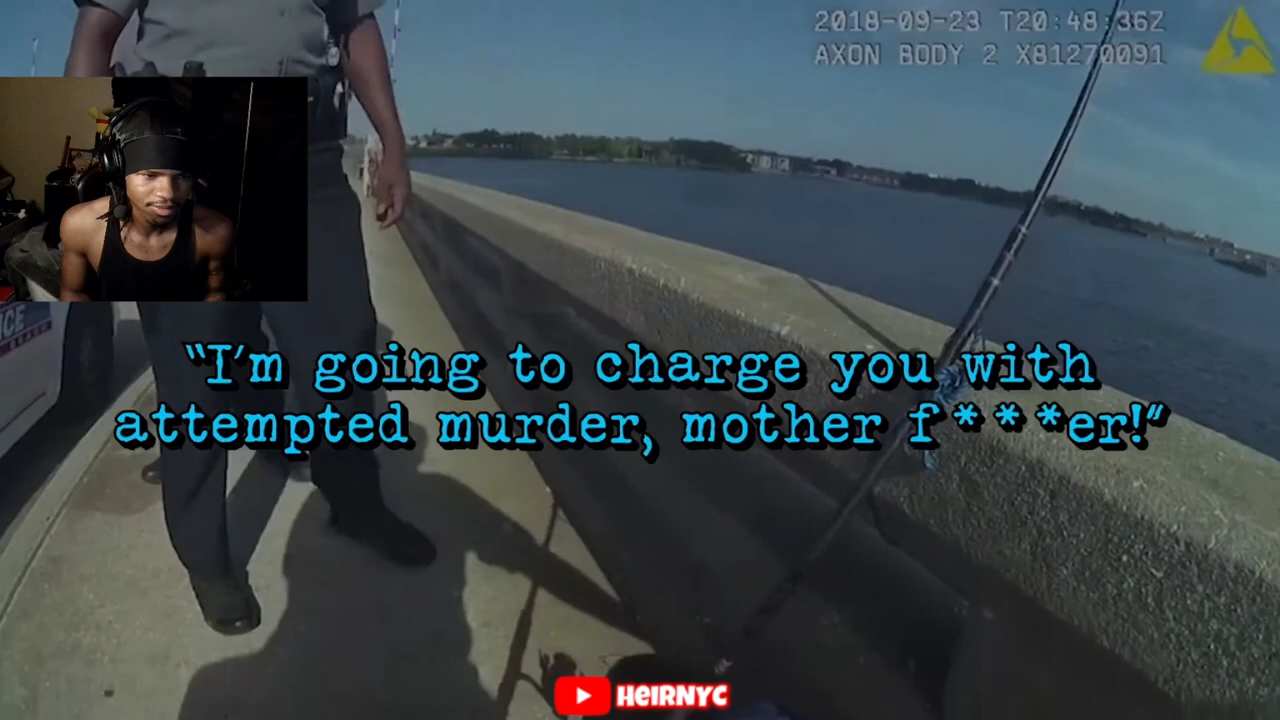 2018-09-23 T20:48:36Z
AXON BODY 2 X81270091
ICE
"I'm going to charge you with
attempted murder, mother f***er!"
HEIRNYC